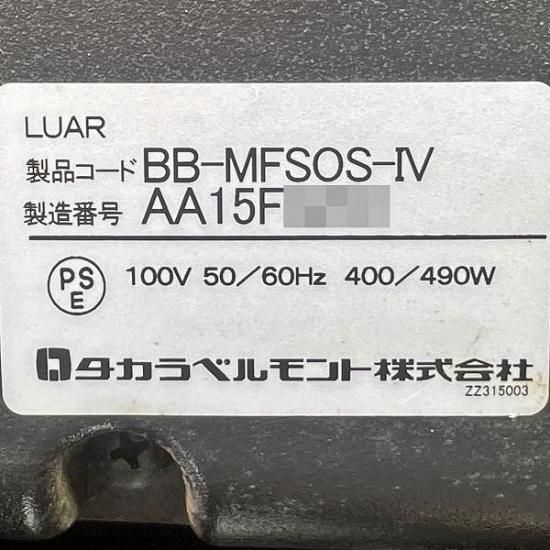 LUAR
製品コード BB-MFSOS-IV
製造番号 AA15F
PS
E
100V 50/60Hz 400/490W
タカラベルモント株式会社
ZZ315003